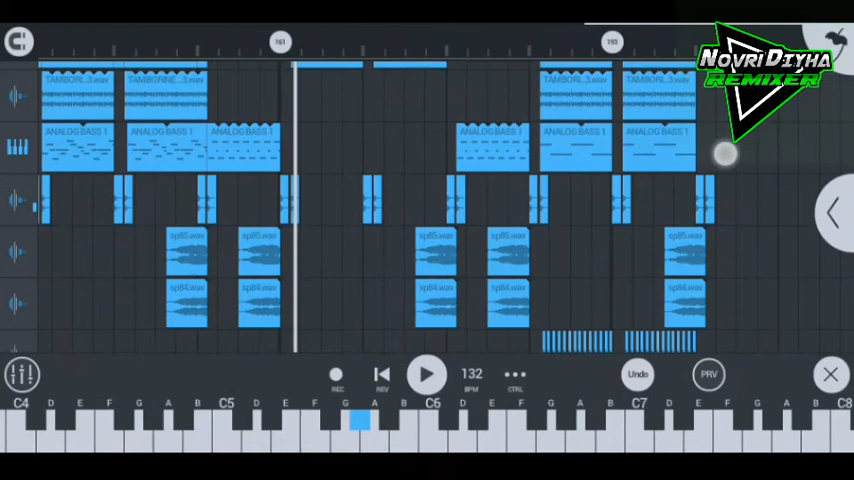 161
193
NOVRI DIYHA
REMIXER
TAMBORI...3.wav
TAMBORINE...3.wav
TAMBORI...3.wav
TAMBORI...3.wav
ANALOG BASS 1
ANALOG BASS 1
ANALOG BASS 1
ANALOG BASS 1
ANALOG BASS 1
ANALOG BASS 1
sp85.wav
sp85.wav
sp85.wav
sp85.wav
sp85.wav
sp84.wav
sp84.wav
sp84.wav
sp84.wav
sp84.wav
REC
REV
132
BPM
CTRL
Undo
PRV
C4 D E F G A B C5 D E F G A B C6 D E F G A B C7 D E F G A B C8